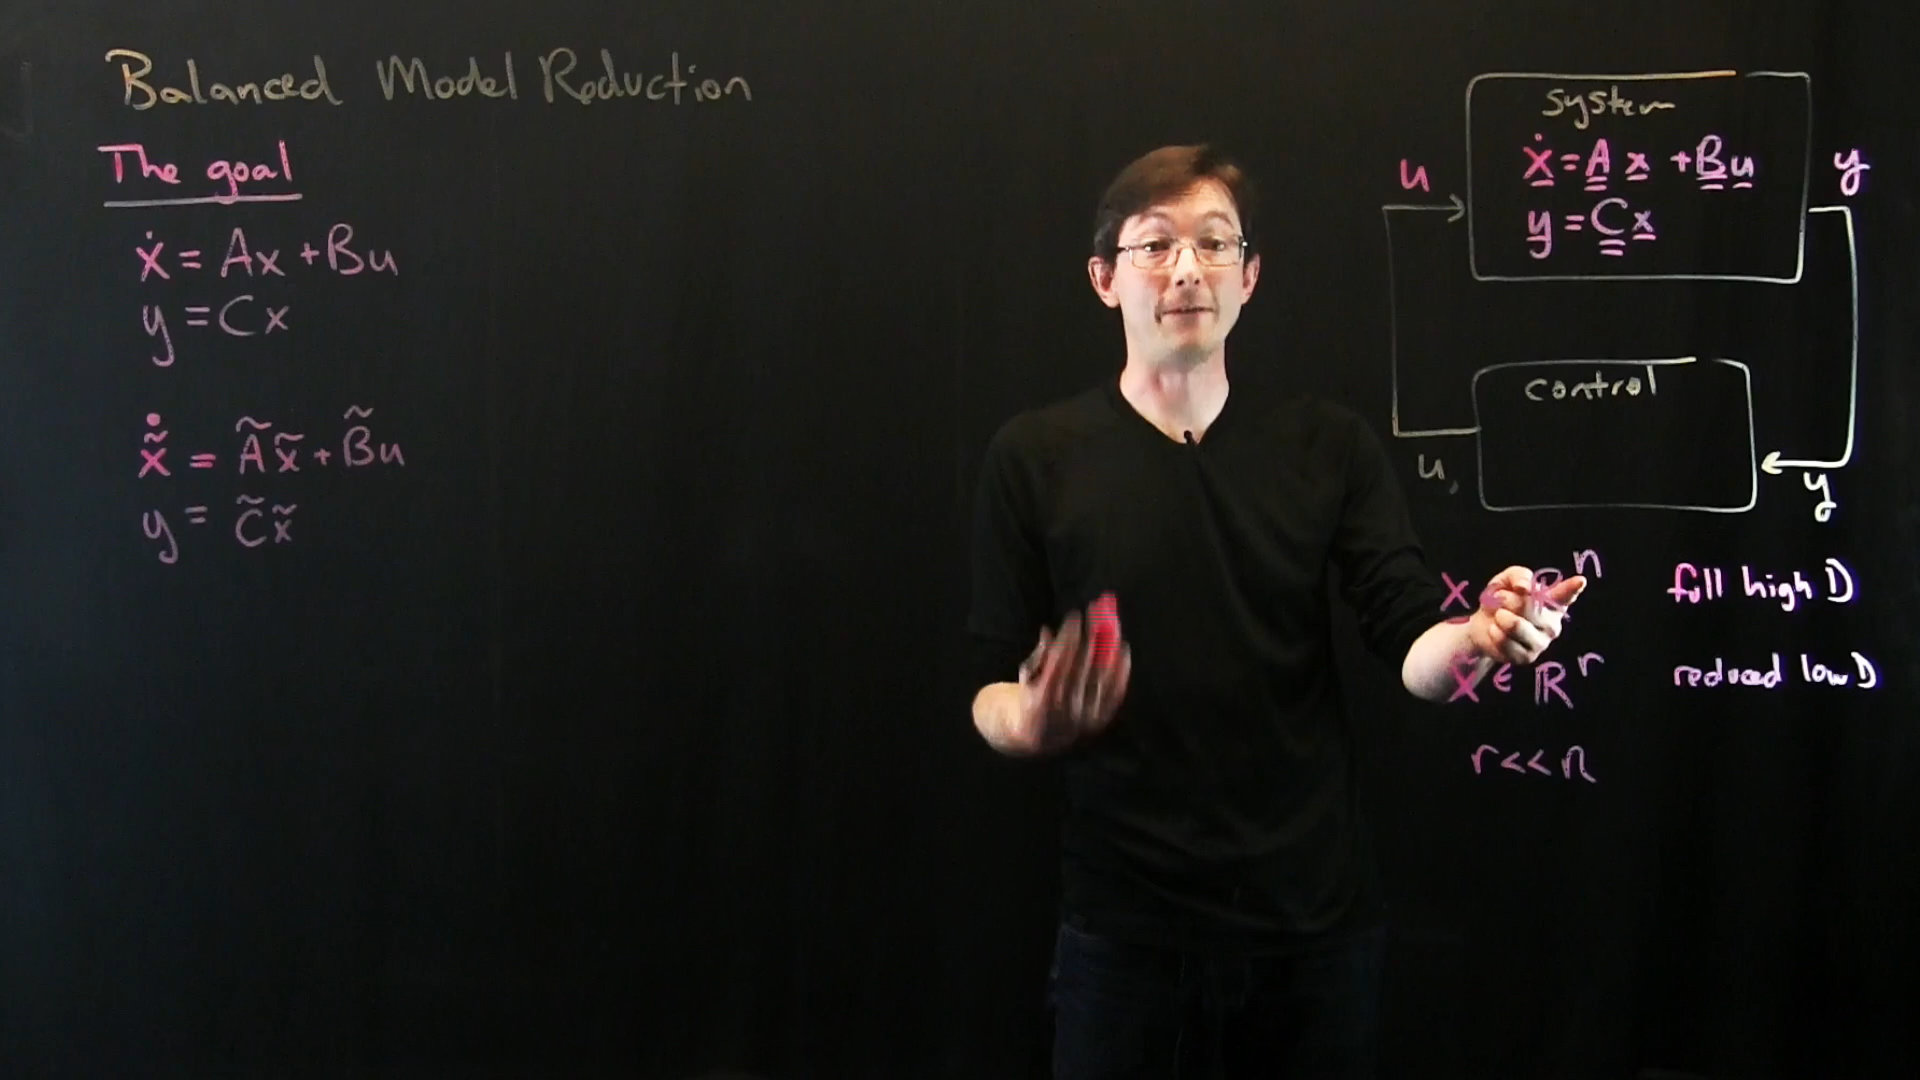 Balanced Model Reduction
The goal
ẋ = Ax + Bu
y = Cx
x̃̇ = Ãx̃ + B̃u
y = C̃x̃
system
ẋ = A x + Bu
y = Cx
u
y
control
u,
y
x ∈ ℝⁿ full high D
x̃ ∈ ℝʳ reduced low D
r << n